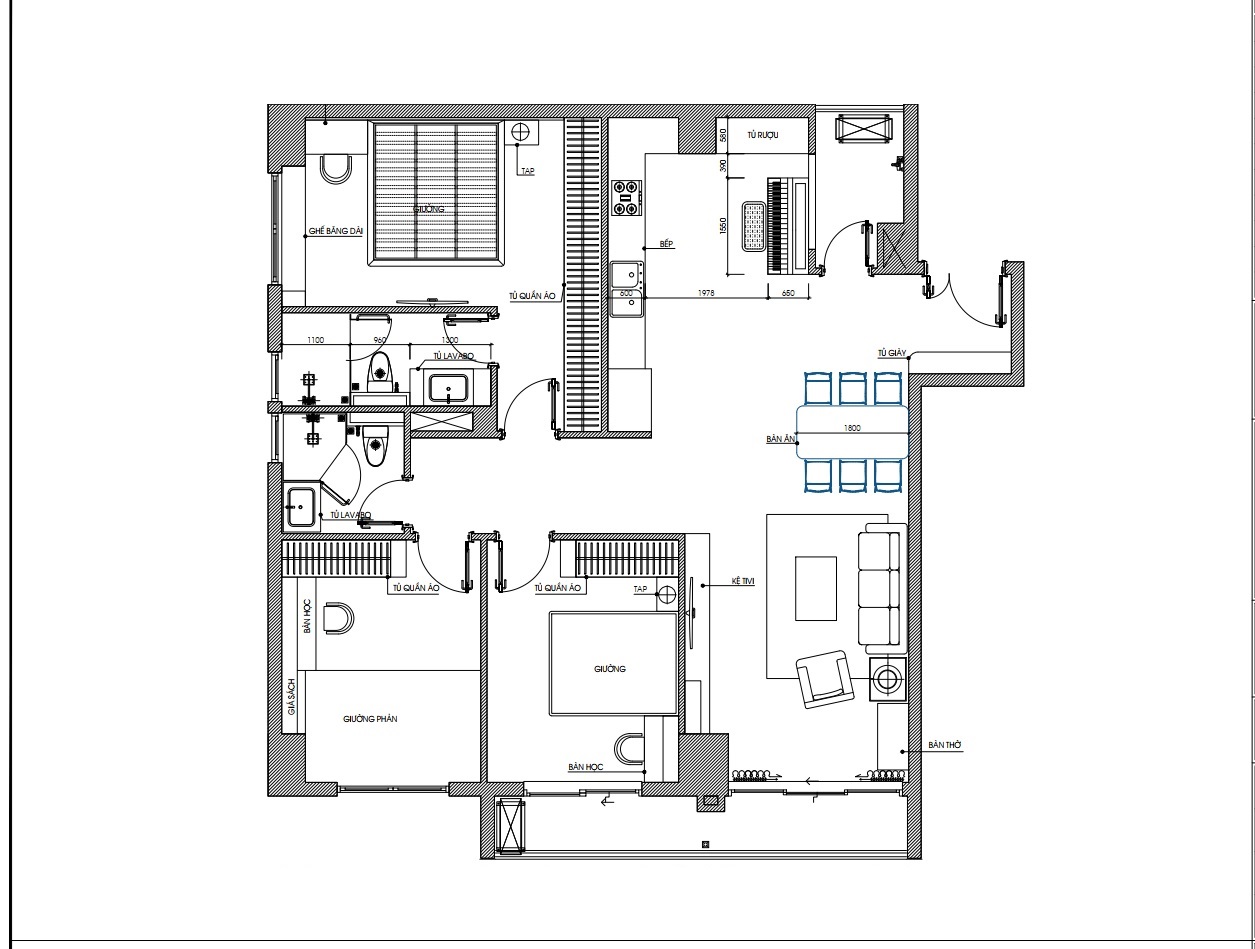 580
TỦ RƯỢU
390
TAP
GIƯỜNG
1550
GHẾ BĂNG DÀI
BẾP
TỦ QUẦN ÁO
600
1978
650
1100
960
1300
TỦ LAVABO
TỦ GIÀY
1800
BÀN ĂN
TỦ LAVABO
TỦ QUẦN ÁO
TỦ QUẦN ÁO
TAP
KỆ TIVI
BÀN HỌC
GIƯỜNG
GIÁ SÁCH
GIƯỜNG PHẢN
BÀN THỜ
BÀN HỌC